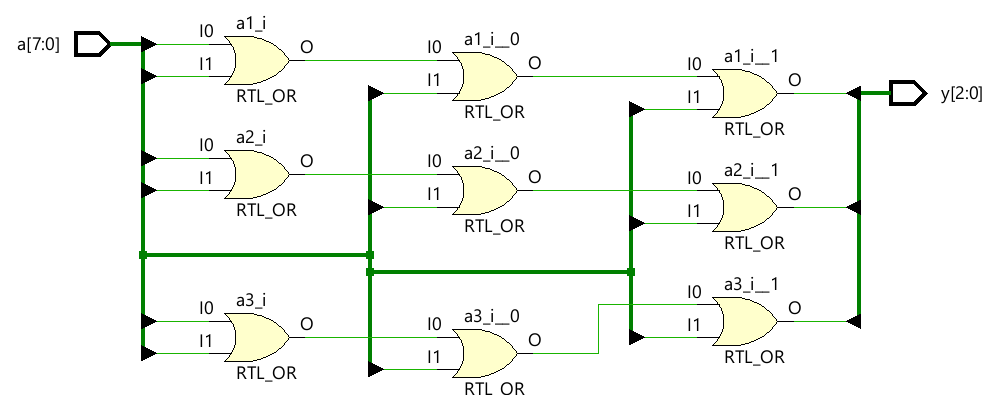 a1_i
I0
O
a1_i__0
a[7:0]
I0
O
a1_i__1
I1
I0
O
RTL_OR
I1
y[2:0]
I1
RTL_OR
RTL_OR
a2_i
I0
O
a2_i__0
I0
O
a2_i__1
I1
I0
O
RTL_OR
I1
I1
RTL_OR
RTL_OR
a3_i
a3_i__1
I0
I0
O
O
a3_i__0
I0
O
I1
I1
RTL_OR
I1
RTL_OR
RTL_OR